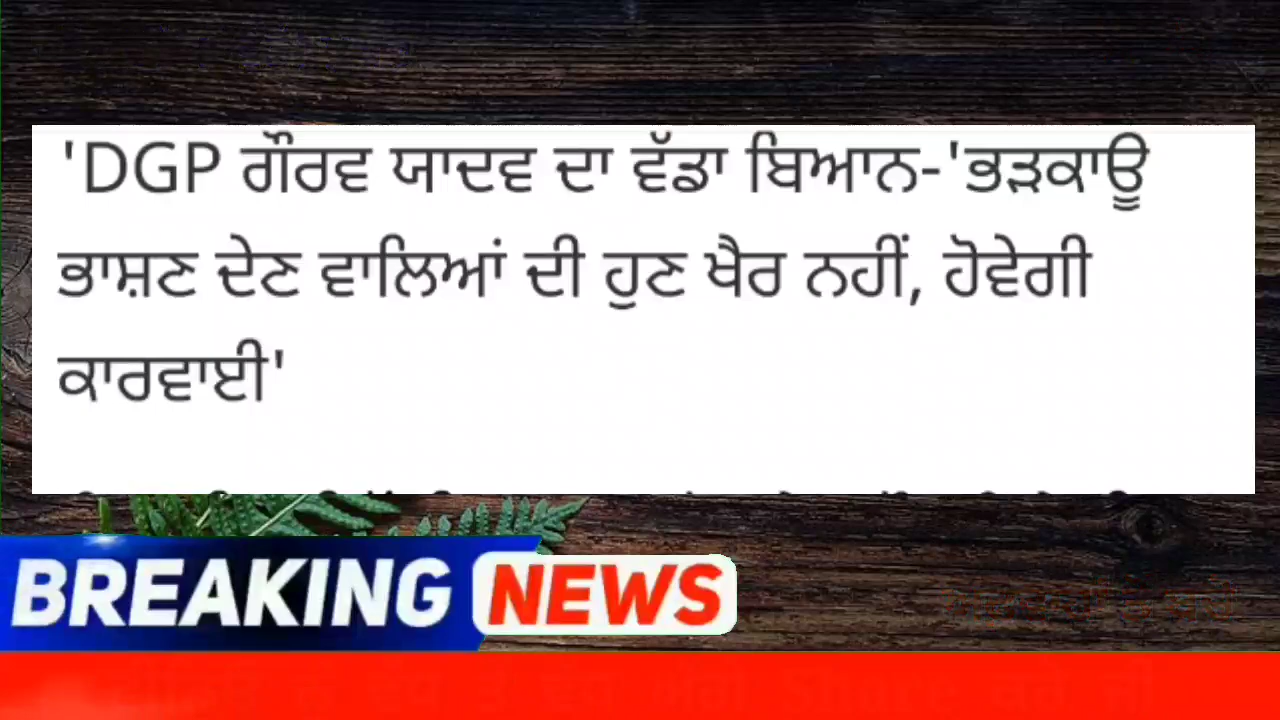 'DGP ਗੌਰਵ ਯਾਦਵ ਦਾ ਵੱਡਾ ਬਿਆਨ-'ਭੜਕਾਊ
ਭਾਸ਼ਣ ਦੇਣ ਵਾਲਿਆਂ ਦੀ ਹੁਣ ਖੈਰ ਨਹੀਂ, ਹੋਵੇਗੀ
ਕਾਰਵਾਈ'
BREAKING NEWS